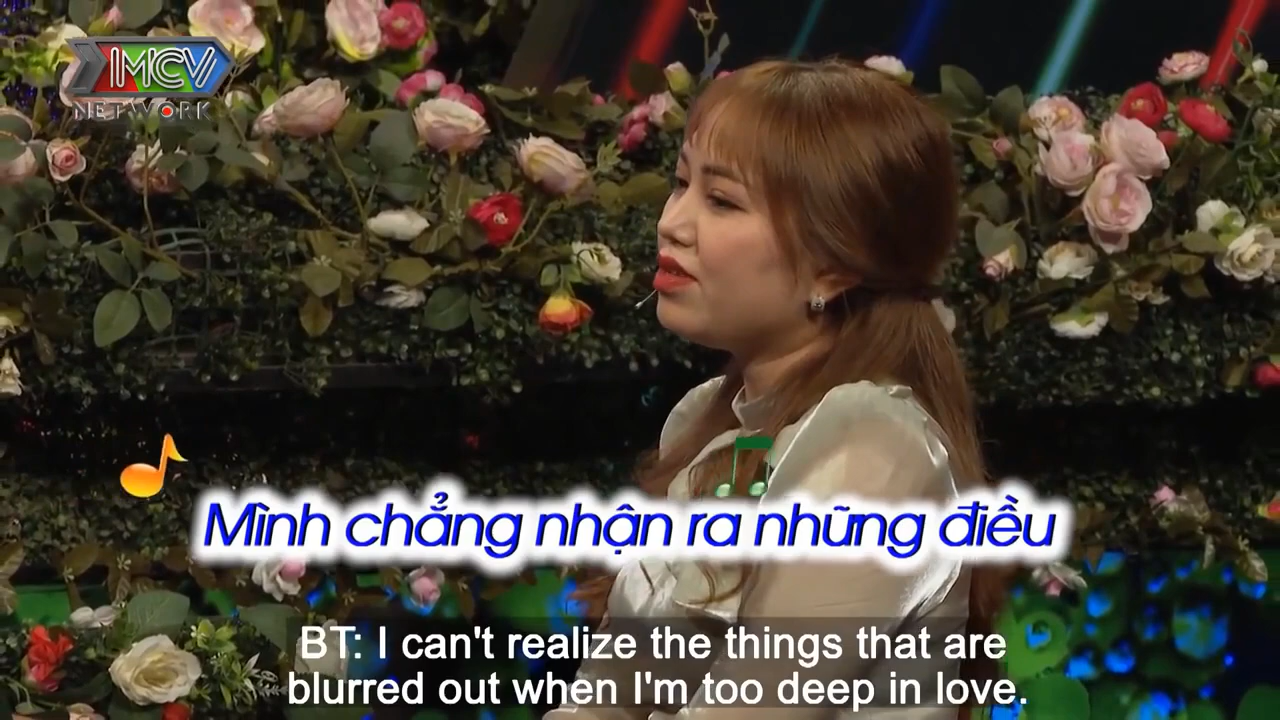 MCV
NETWORK
Mình chẳng nhận ra những điều
BT: I can't realize the things that are
blurred out when I'm too deep in love.